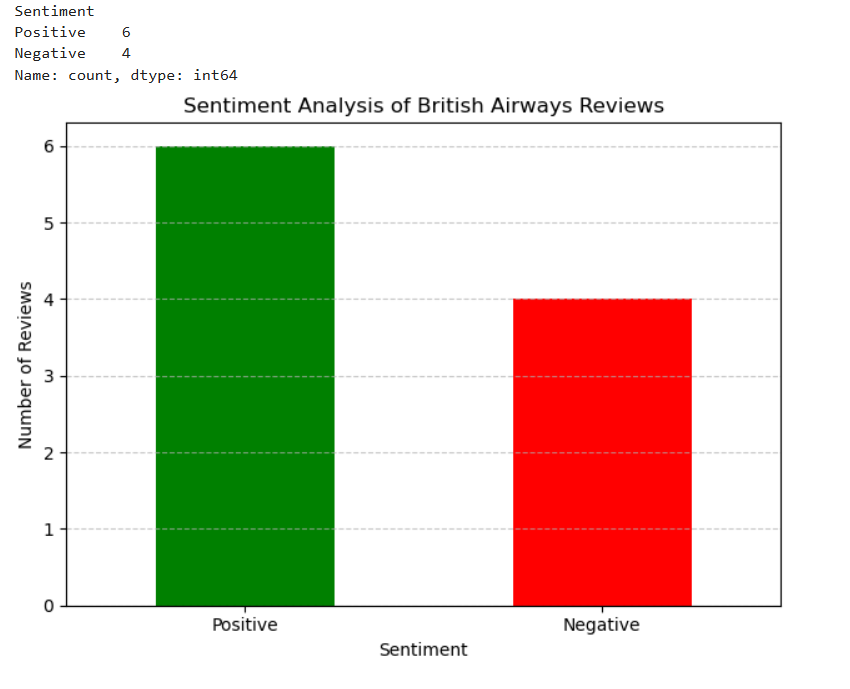 Sentiment
Positive    6
Negative    4
Name: count, dtype: int64
Sentiment Analysis of British Airways Reviews
6
5
4
3
2
1
0
Number of Reviews
Positive
Negative
Sentiment